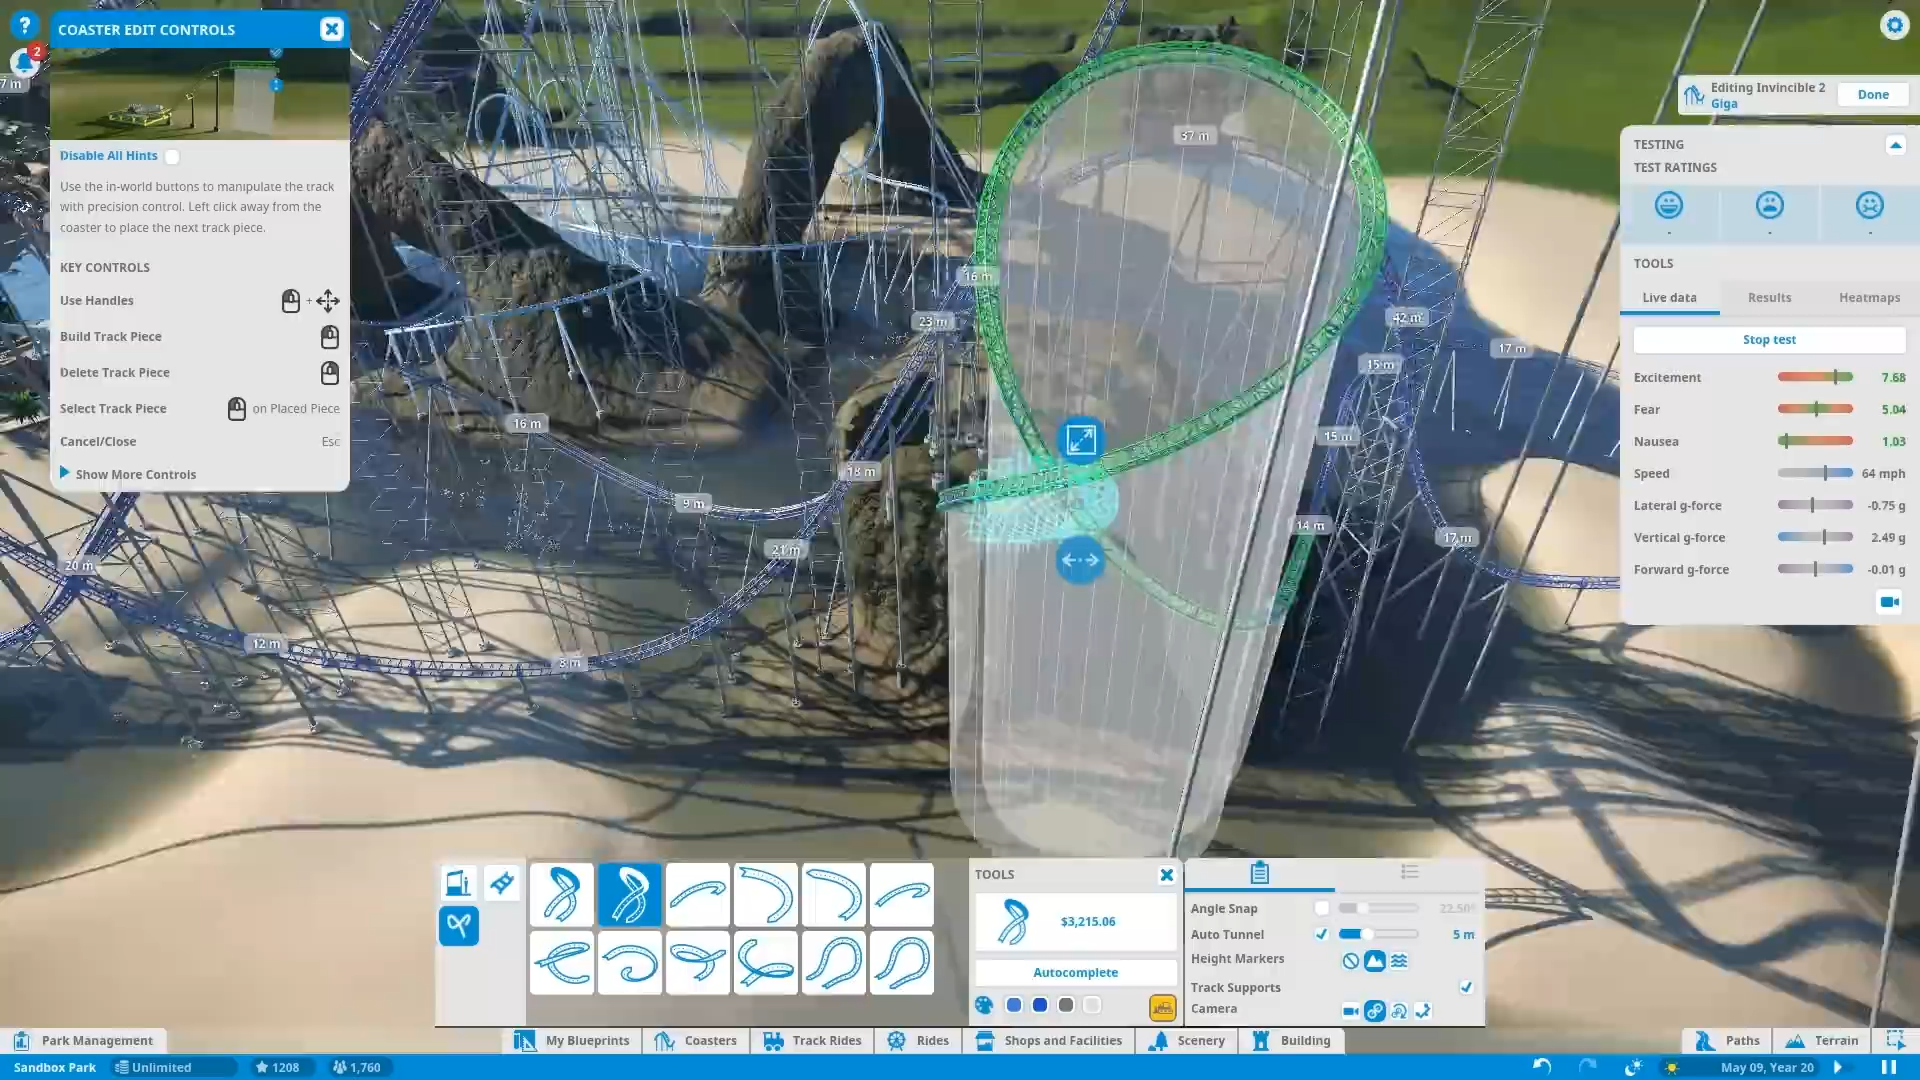 ?
COASTER EDIT CONTROLS
2
7 m
Disable All Hints
Use the in-world buttons to manipulate the track
with precision control. Left click away from the
coaster to place the next track piece.
KEY CONTROLS
Use Handles +
Build Track Piece
Delete Track Piece
Select Track Piece on Placed Piece
Cancel/Close Esc
Show More Controls
37 m
16 m
23 m
42 m
17 m
15 m
16 m
15 m
18 m
9 m
14 m
17 m
21 m
20 m
12 m
8 m
Editing Invincible 2
Giga
Done
TESTING
TEST RATINGS
- - -
TOOLS
Live data Results Heatmaps
Stop test
Excitement 7.68
Fear 5.04
Nausea 1.03
Speed 64 mph
Lateral g-force -0.75 g
Vertical g-force 2.49 g
Forward g-force -0.01 g
TOOLS
$3,215.06
Autocomplete
Angle Snap 22.50°
Auto Tunnel 5 m
Height Markers
Track Supports
Camera
Park Management My Blueprints Coasters Track Rides Rides Shops and Facilities Scenery Building Paths Terrain
Sandbox Park Unlimited 1208 1,760 May 09, Year 20